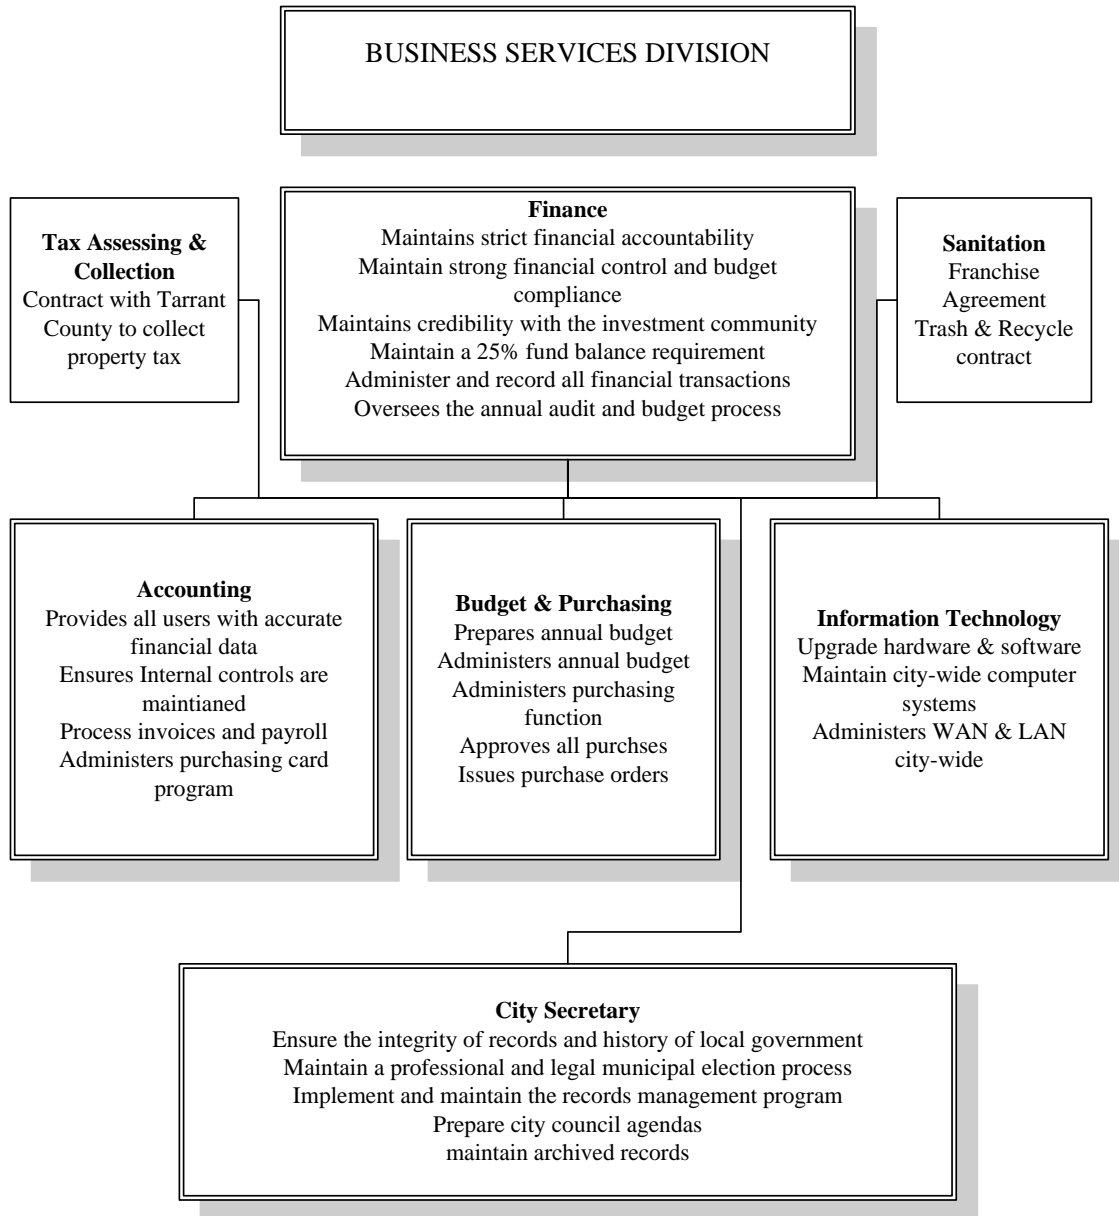 BUSINESS SERVICES DIVISION
Tax Assessing &
Collection
Contract with Tarrant
County to collect
property tax
Finance
Maintains strict financial accountability
Maintain strong financial control and budget
compliance
Maintains credibility with the investment community
Maintain a 25% fund balance requirement
Administer and record all financial transactions
Oversees the annual audit and budget process
Sanitation
Franchise
Agreement
Trash & Recycle
contract
Accounting
Provides all users with accurate
financial data
Ensures Internal controls are
maintianed
Process invoices and payroll
Administers purchasing card
program
Budget & Purchasing
Prepares annual budget
Administers annual budget
Administers purchasing
function
Approves all purchses
Issues purchase orders
Information Technology
Upgrade hardware & software
Maintain city-wide computer
systems
Administers WAN & LAN
city-wide
City Secretary
Ensure the integrity of records and history of local government
Maintain a professional and legal municipal election process
Implement and maintain the records management program
Prepare city council agendas
maintain archived records